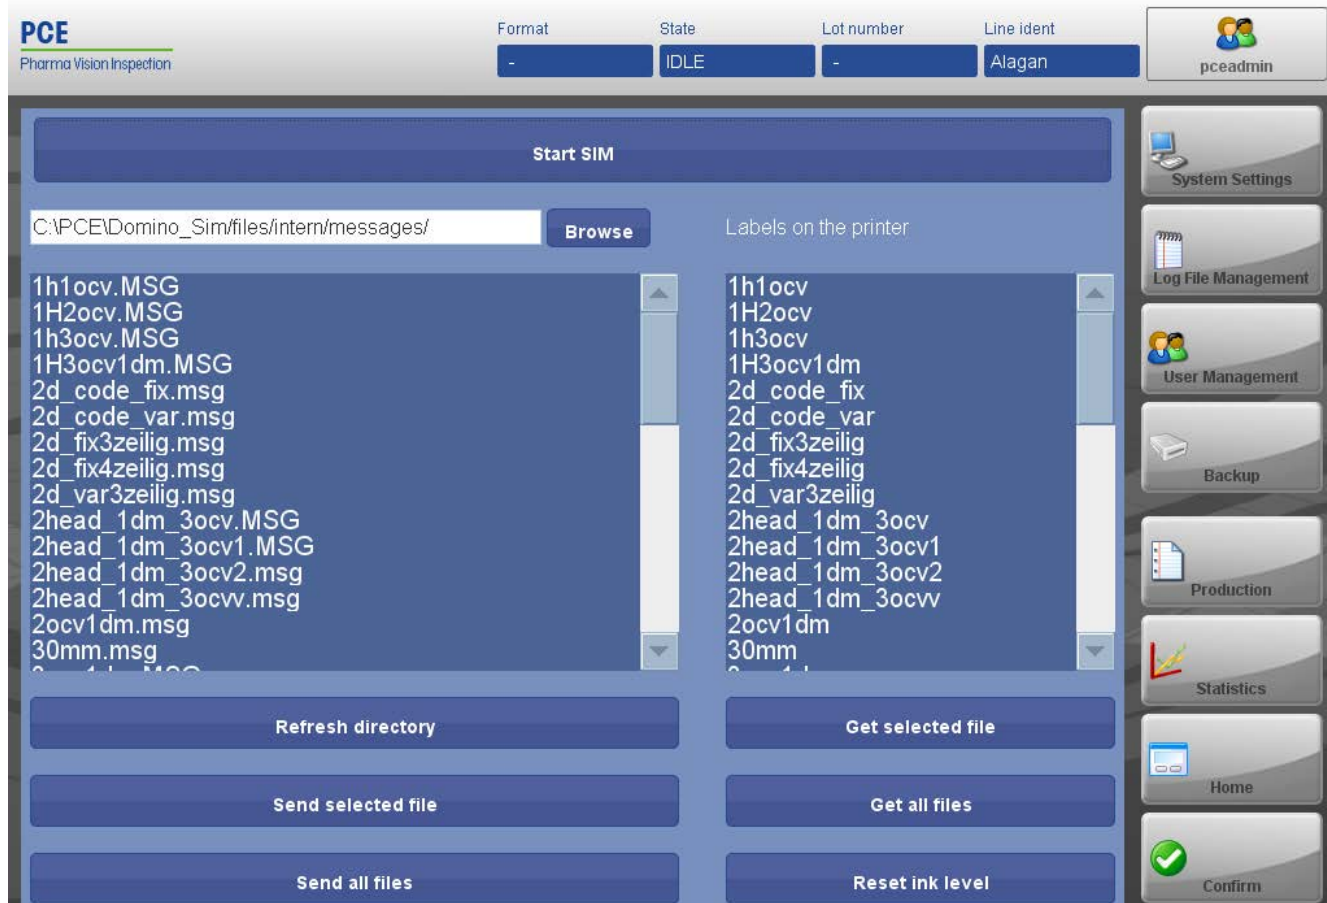 PCE
Pharma Vision Inspection
Format
State
Lot number
Line ident
-
IDLE
-
Alagan
pceadmin
Start SIM
C:\PCE\Domino_Sim/files/intern/messages/
Browse
Labels on the printer
1h1ocv.MSG
1H2ocv.MSG
1h3ocv.MSG
1H3ocv1dm.MSG
2d_code_fix.msg
2d_code_var.msg
2d_fix3zeilig.msg
2d_fix4zeilig.msg
2d_var3zeilig.msg
2head_1dm_3ocv.MSG
2head_1dm_3ocv1.MSG
2head_1dm_3ocv2.msg
2head_1dm_3ocvv.msg
2ocv1dm.msg
30mm.msg
1h1ocv
1H2ocv
1h3ocv
1H3ocv1dm
2d_code_fix
2d_code_var
2d_fix3zeilig
2d_fix4zeilig
2d_var3zeilig
2head_1dm_3ocv
2head_1dm_3ocv1
2head_1dm_3ocv2
2head_1dm_3ocvv
2ocv1dm
30mm
Refresh directory
Get selected file
Send selected file
Get all files
Send all files
Reset ink level
System Settings
Log File Management
User Management
Backup
Production
Statistics
Home
Confirm